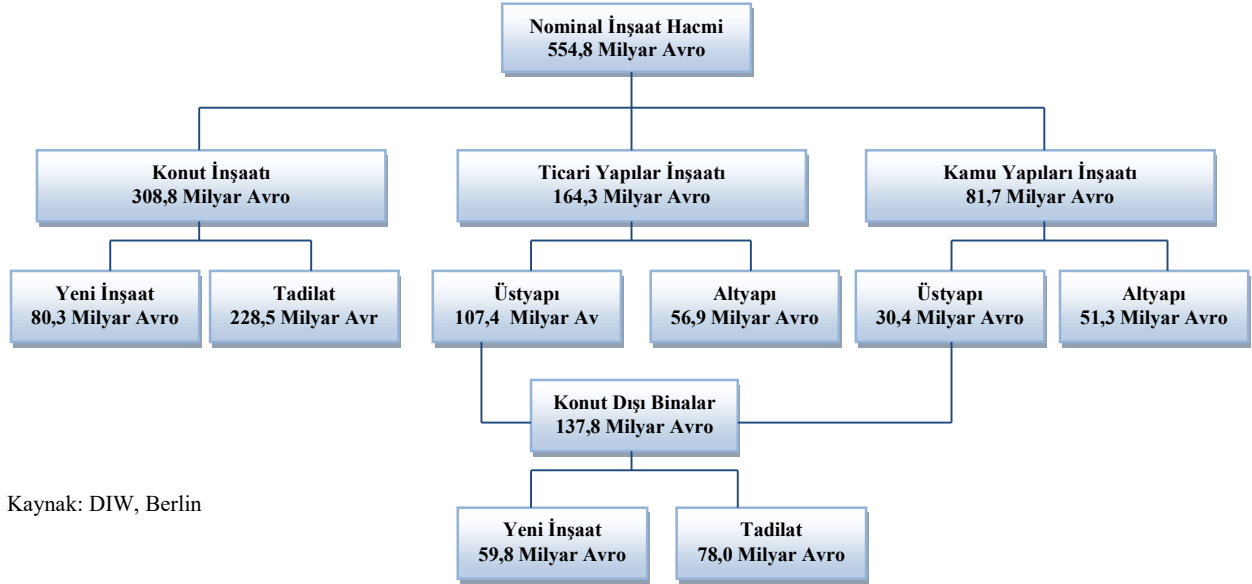 Nominal İnşaat Hacmi
554,8 Milyar Avro
Konut İnşaatı
308,8 Milyar Avro
Ticari Yapılar İnşaatı
164,3 Milyar Avro
Kamu Yapıları İnşaatı
81,7 Milyar Avro
Yeni İnşaat
80,3 Milyar Avro
Tadilat
228,5 Milyar Avr
Üstyapı
107,4 Milyar Av
Altyapı
56,9 Milyar Avro
Üstyapı
30,4 Milyar Avro
Altyapı
51,3 Milyar Avro
Konut Dışı Binalar
137,8 Milyar Avro
Kaynak: DIW, Berlin
Yeni İnşaat
59,8 Milyar Avro
Tadilat
78,0 Milyar Avro